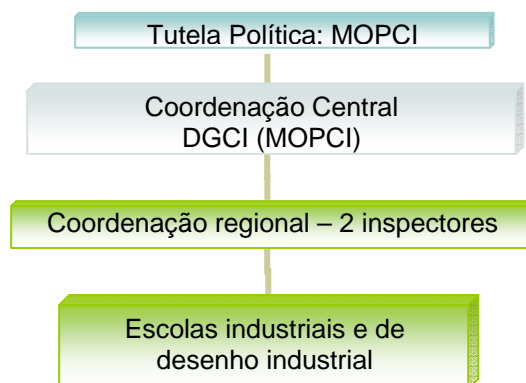 Tutela Política: MOPCI
Coordenação Central
DGCI (MOPCI)
Coordenação regional – 2 inspectores
Escolas industriais e de
desenho industrial